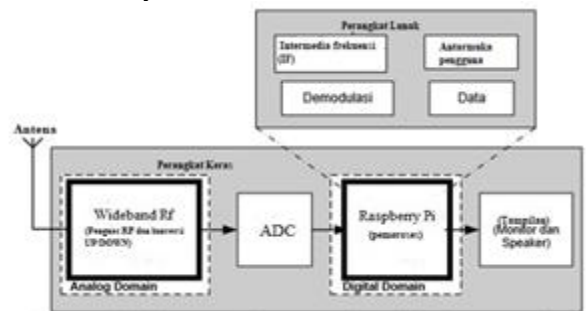 Perangkat Lunak
Intermedia frekuensi
(IF)
Antarmuka
pengguna
Demodulasi
Data
Antena
Perangkat Keras
Wideband Rf
(Penguat RF dan konversi
UP DOWN)
Analog Domain
ADC
Raspberry Pi
(pemproses)
Digital Domain
(Tampilan)
(Monitor dan
Speaker)